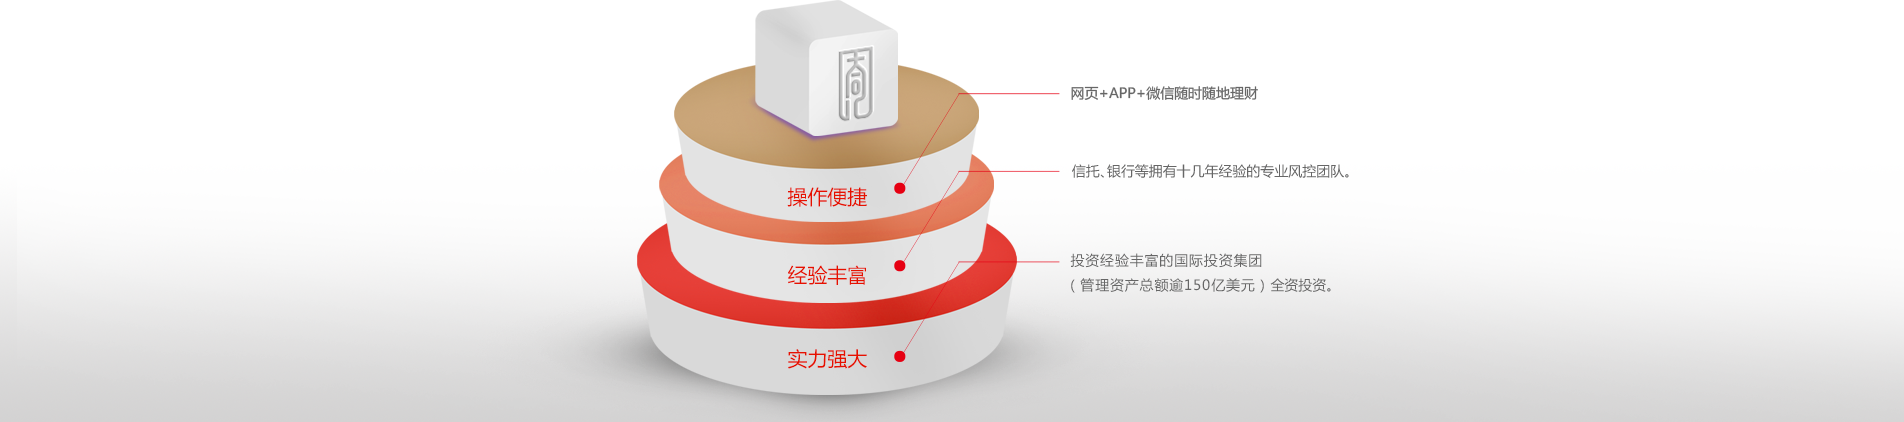 操作便捷
网页+APP+微信随时随地理财
经验丰富
信托、银行等拥有十几年经验的专业风控团队。
实力强大
投资经验丰富的国际投资集团
（管理资产总额逾150亿美元）全资投资。